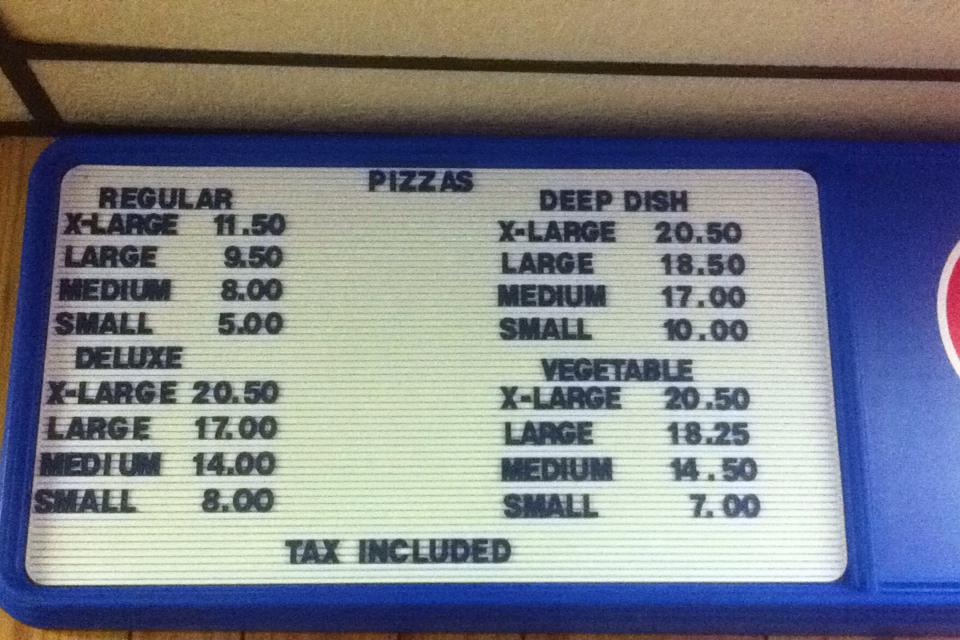 PIZZAS
REGULAR
X-LARGE 11.50
LARGE 9.50
MEDIUM 8.00
SMALL 5.00
DELUXE
X-LARGE 20.50
LARGE 17.00
MEDIUM 14.00
SMALL 8.00
DEEP DISH
X-LARGE 20.50
LARGE 18.50
MEDIUM 17.00
SMALL 10.00
VEGETABLE
X-LARGE 20.50
LARGE 18.25
MEDIUM 14.50
SMALL 7.00
TAX INCLUDED